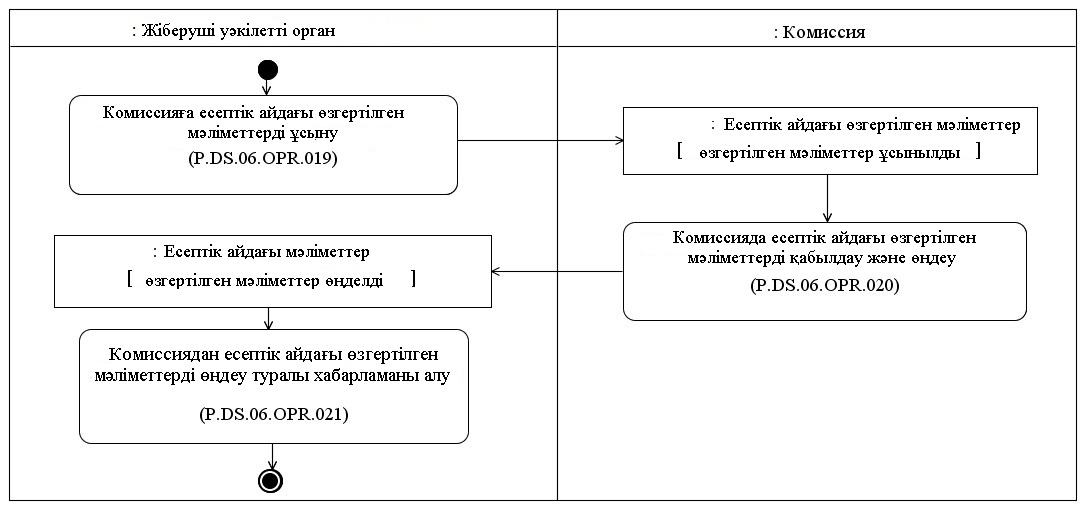 : Жіберуші уәкілетті орган
: Комиссия
Комиссияға есептік айдағы өзгертілген
мәліметтерді ұсыну
(P.DS.06.OPR.019)
: Есептік айдағы өзгертілген мәліметтер
[ өзгертілген мәліметтер ұсынылды ]
Комиссияда есептік айдағы өзгертілген
мәліметтерді қабылдау және өңдеу
(P.DS.06.OPR.020)
: Есептік айдағы мәліметтер
[ өзгертілген мәліметтер өңделді ]
Комиссиядан есептік айдағы өзгертілген
мәліметтерді өңдеу туралы хабарламаны алу
(P.DS.06.OPR.021)